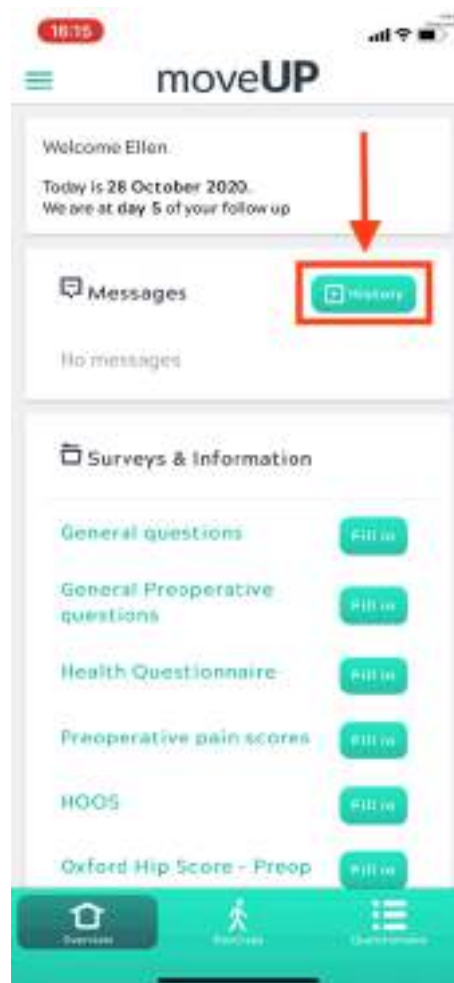 16:15
moveUP
Welcome Ellen
Today is 28 October 2020.
We are at day 5 of your follow up
Messages
History
No messages
Surveys & Information
General questions
Fill in
General Preoperative
questions
Fill in
Health Questionnaire
Fill in
Preoperative pain scores
Fill in
HOOS
Fill in
Oxford Hip Score - Preop
Fill in
Overview